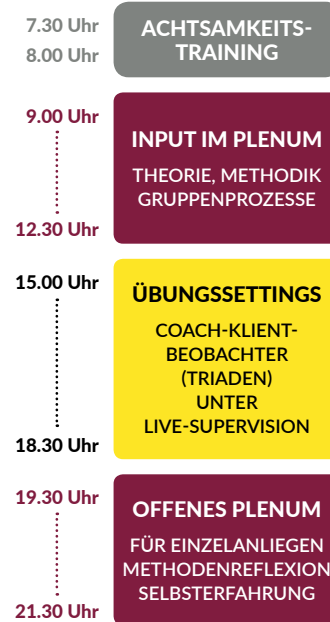 7.30 Uhr
8.00 Uhr
ACHTSAMKEITS-
TRAINING
9.00 Uhr
12.30 Uhr
INPUT IM PLENUM
THEORIE, METHODIK
GRUPPENPROZESSE
15.00 Uhr
18.30 Uhr
ÜBUNGSSETTINGS
COACH-KLIENT-
BEOBACHTER
(TRIADEN)
UNTER
LIVE-SUPERVISION
19.30 Uhr
21.30 Uhr
OFFENES PLENUM
FÜR EINZELANLIEGEN
METHODENREFLEXION
SELBSTERFAHRUNG